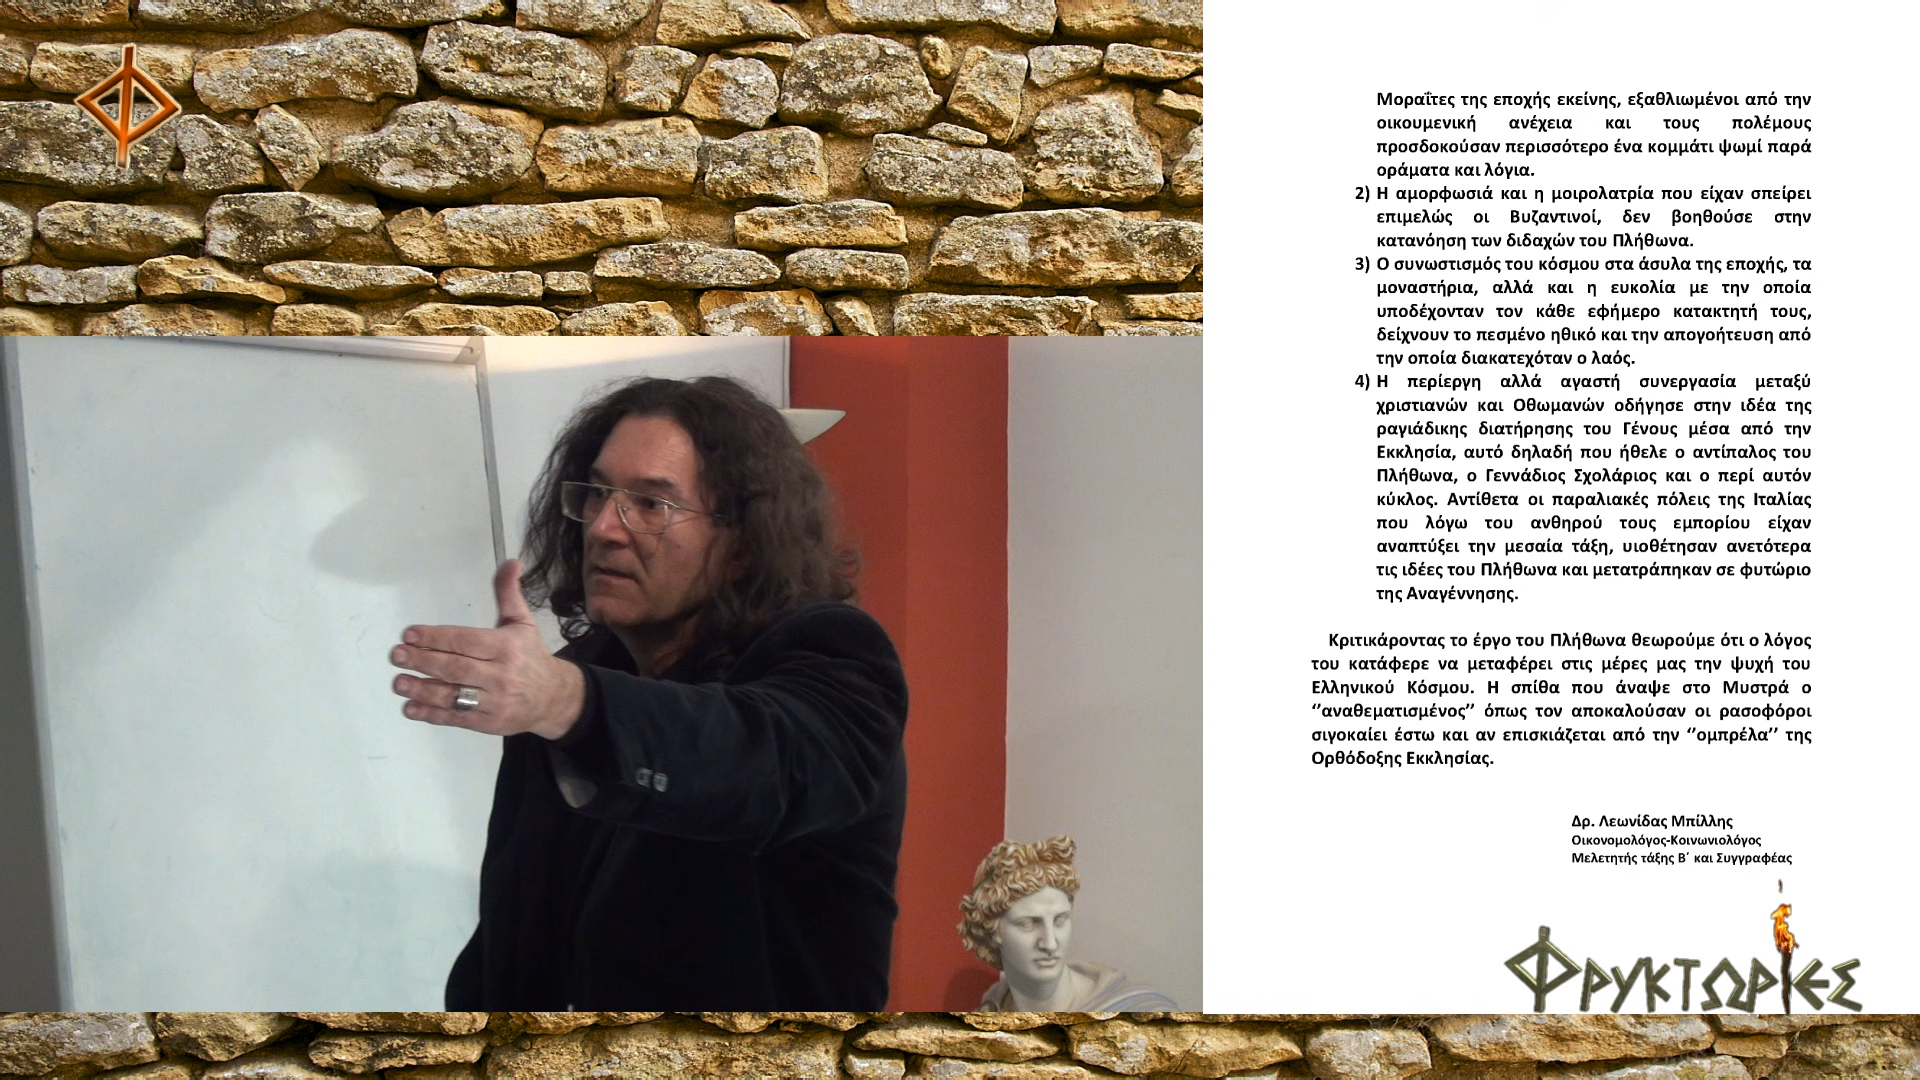 Μοραΐτες της εποχής εκείνης, εξαθλιωμένοι από την
οικουμενική ανέχεια και τους πολέμους
προσδοκούσαν περισσότερο ένα κομμάτι ψωμί παρά
οράματα και λόγια.
2) Η αμορφωσιά και η μοιρολατρία που είχαν σπείρει
επιμελώς οι Βυζαντινοί, δεν βοηθούσε στην
κατανόηση των διδαχών του Πλήθωνα.
3) Ο συνωστισμός του κόσμου στα άσυλα της εποχής, τα
μοναστήρια, αλλά και η ευκολία με την οποία
υποδέχονταν τον κάθε εφήμερο κατακτητή τους,
δείχνουν το πεσμένο ηθικό και την απογοήτευση από
την οποία διακατεχόταν ο λαός.
4) Η περίεργη αλλά αγαστή συνεργασία μεταξύ
χριστιανών και Οθωμανών οδήγησε στην ιδέα της
ραγιάδικης διατήρησης του Γένους μέσα από την
Εκκλησία, αυτό δηλαδή που ήθελε ο αντίπαλος του
Πλήθωνα, ο Γεννάδιος Σχολάριος και ο περί αυτόν
κύκλος. Αντίθετα οι παραλιακές πόλεις της Ιταλίας
που λόγω του ανθηρού τους εμπορίου είχαν
αναπτύξει την μεσαία τάξη, υιοθέτησαν ανετότερα
τις ιδέες του Πλήθωνα και μετατράπηκαν σε φυτώριο
της Αναγέννησης.
Κριτικάροντας το έργο του Πλήθωνα θεωρούμε ότι ο λόγος
του κατάφερε να μεταφέρει στις μέρες μας την ψυχή του
Ελληνικού Κόσμου. Η σπίθα που άναψε στο Μυστρά ο
‘’αναθεματισμένος’’ όπως τον αποκαλούσαν οι ρασοφόροι
σιγοκαίει έστω και αν επισκιάζεται από την ‘’ομπρέλα’’ της
Ορθόδοξης Εκκλησίας.
Δρ. Λεωνίδας Μπίλλης
Οικονομολόγος-Κοινωνιολόγος
Μελετητής τάξης Β΄ και Συγγραφέας
ΦΡΥΚΤΩΡΙΕΣ